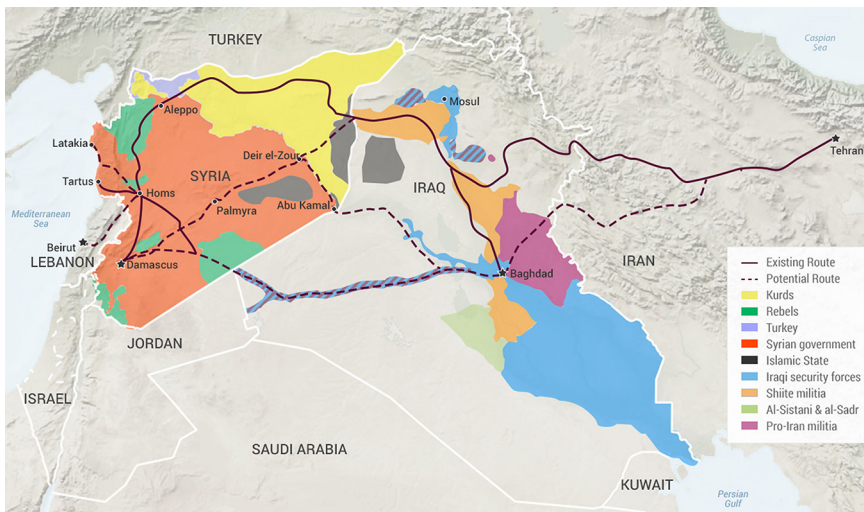 TURKEY
Caspian
Sea
Aleppo
Mosul
Latakia
Deir el-Zour
Tehran
SYRIA
Tartus
Homs
IRAQ
Palmyra
Abu Kamal
Mediterranean
Sea
Beirut
LEBANON
Damascus
Baghdad
IRAN
JORDAN
ISRAEL
SAUDI ARABIA
KUWAIT
Persian
Gulf
Existing Route
Potential Route
Kurds
Rebels
Turkey
Syrian government
Islamic State
Iraqi security forces
Shiite militia
Al-Sistani & al-Sadr
Pro-Iran militia